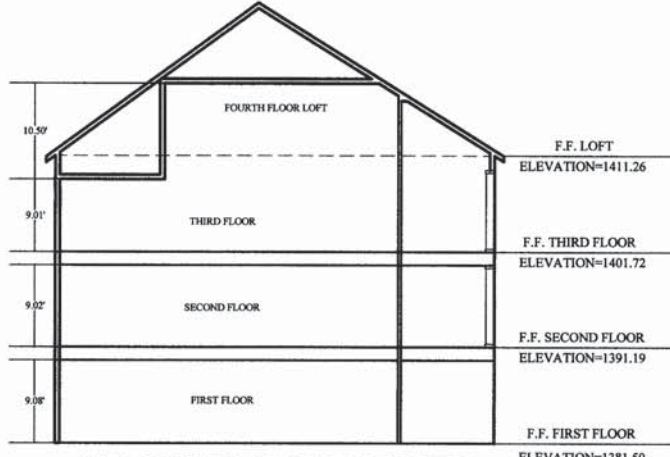 FOURTH FLOOR LOFT
10.50'
F.F. LOFT
ELEVATION=1411.26
9.01'
THIRD FLOOR
F.F. THIRD FLOOR
ELEVATION=1401.72
9.02'
SECOND FLOOR
F.F. SECOND FLOOR
ELEVATION=1391.19
9.08'
FIRST FLOOR
F.F. FIRST FLOOR